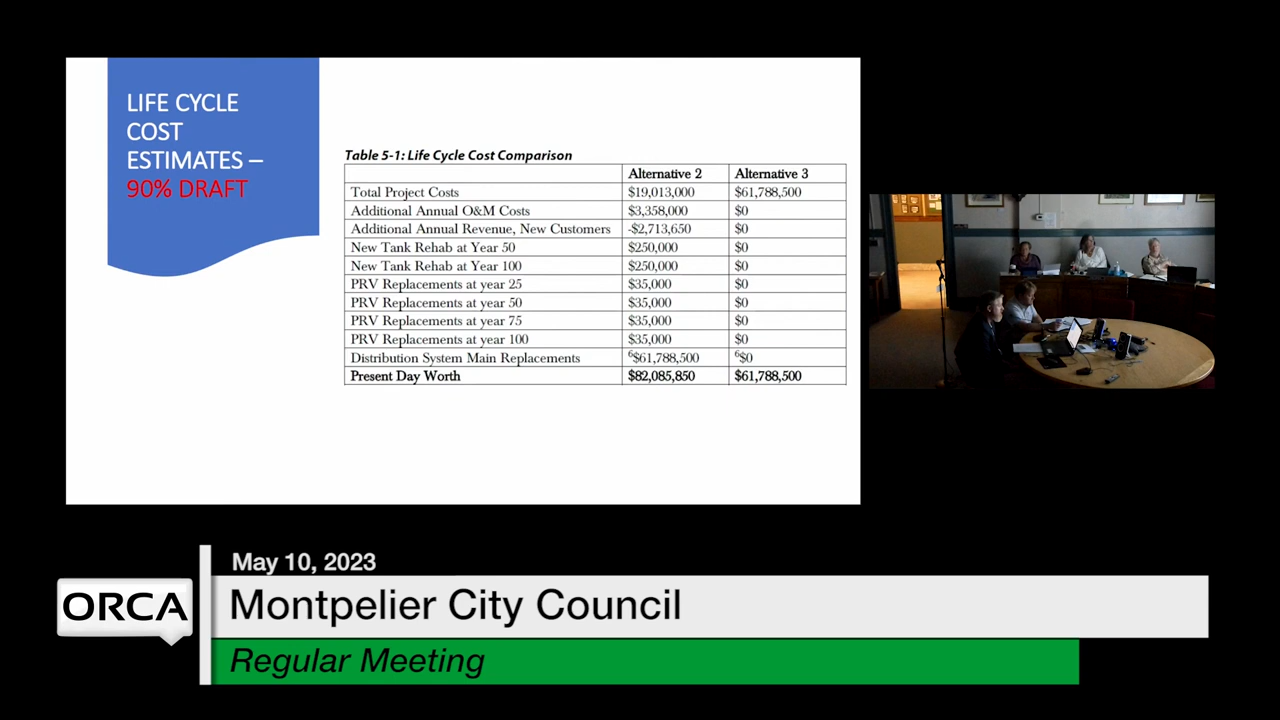 LIFE CYCLE
COST
ESTIMATES –
90% DRAFT
Table 5-1: Life Cycle Cost Comparison
Alternative 2 Alternative 3
Total Project Costs $19,013,000 $61,788,500
Additional Annual O&M Costs $3,358,000 $0
Additional Annual Revenue, New Customers -$2,713,650 $0
New Tank Rehab at Year 50 $250,000 $0
New Tank Rehab at Year 100 $250,000 $0
PRV Replacements at year 25 $35,000 $0
PRV Replacements at year 50 $35,000 $0
PRV Replacements at year 75 $35,000 $0
PRV Replacements at year 100 $35,000 $0
Distribution System Main Replacements ⁶$61,788,500 ⁶$0
Present Day Worth $82,085,850 $61,788,500
May 10, 2023
ORCA
Montpelier City Council
Regular Meeting